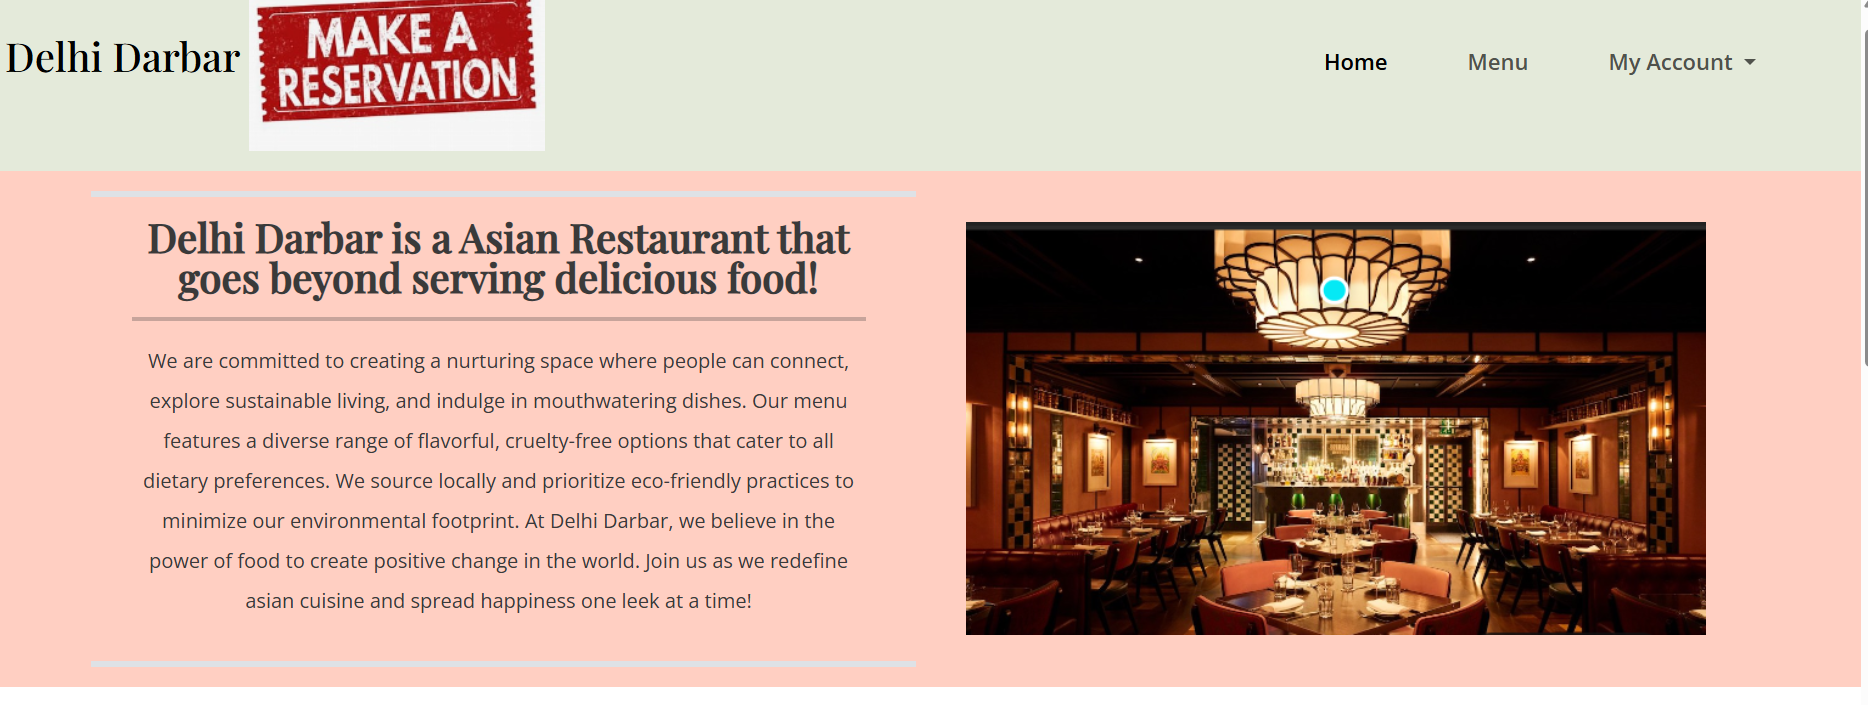 Delhi Darbar
MAKE A
RESERVATION
Home
Menu
My Account
Delhi Darbar is a Asian Restaurant that
goes beyond serving delicious food!
We are committed to creating a nurturing space where people can connect,
explore sustainable living, and indulge in mouthwatering dishes. Our menu
features a diverse range of flavorful, cruelty-free options that cater to all
dietary preferences. We source locally and prioritize eco-friendly practices to
minimize our environmental footprint. At Delhi Darbar, we believe in the
power of food to create positive change in the world. Join us as we redefine
asian cuisine and spread happiness one leek at a time!